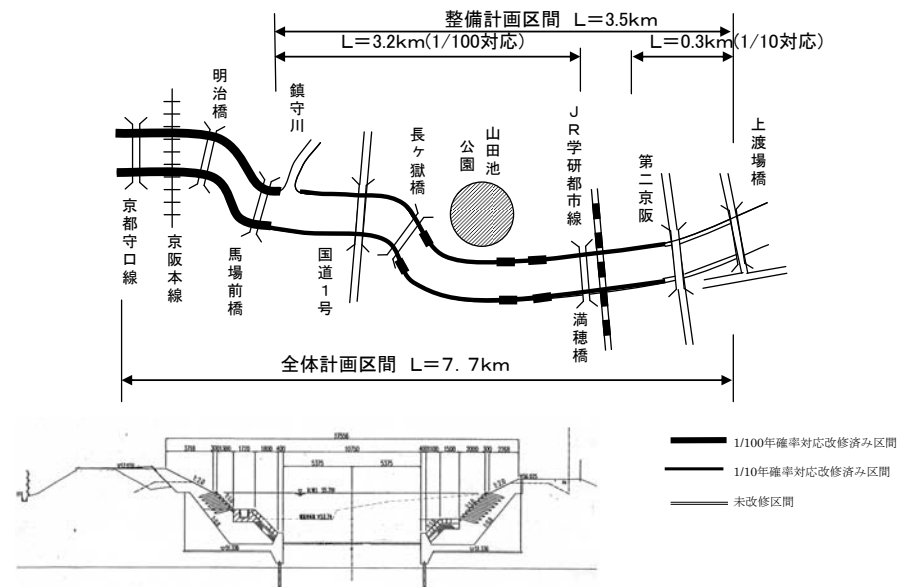 整備計画区間 L＝3.5km
L＝3.2km(1/100対応)
L＝0.3km(1/10対応)
明治橋
鎮守川
長ヶ獄橋
山田池
公園
ＪＲ学研都市線
第二京阪
上渡場橋
京都守口線
京阪本線
馬場前橋
国道１号
満穂橋
全体計画区間 L＝7．7km
1/100年確率対応改修済み区間
1/10年確率対応改修済み区間
未改修区間
10750
5375
5375